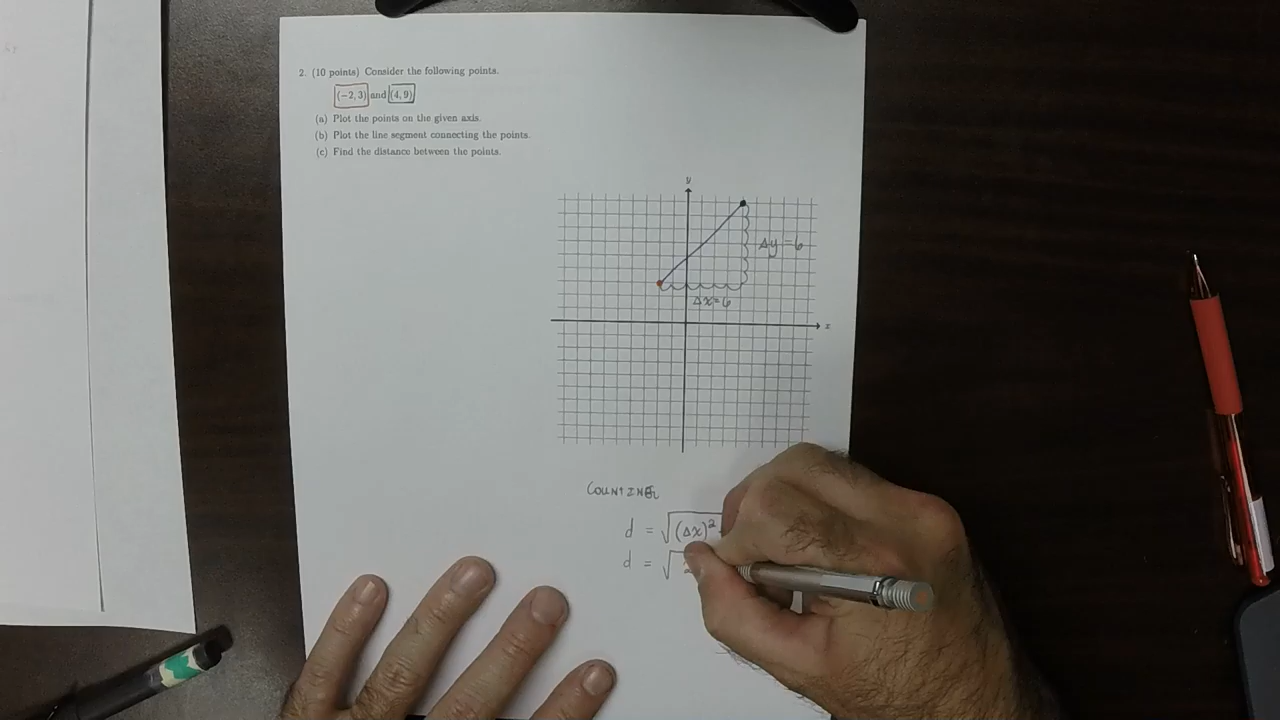 2. (10 points) Consider the following points.
(−2, 3) and (4, 9)
(a) Plot the points on the given axis.
(b) Plot the line segment connecting the points.
(c) Find the distance between the points.
y
Δy = 6
Δx = 6
x
COUNTING
d = √(Δx)²
d = √